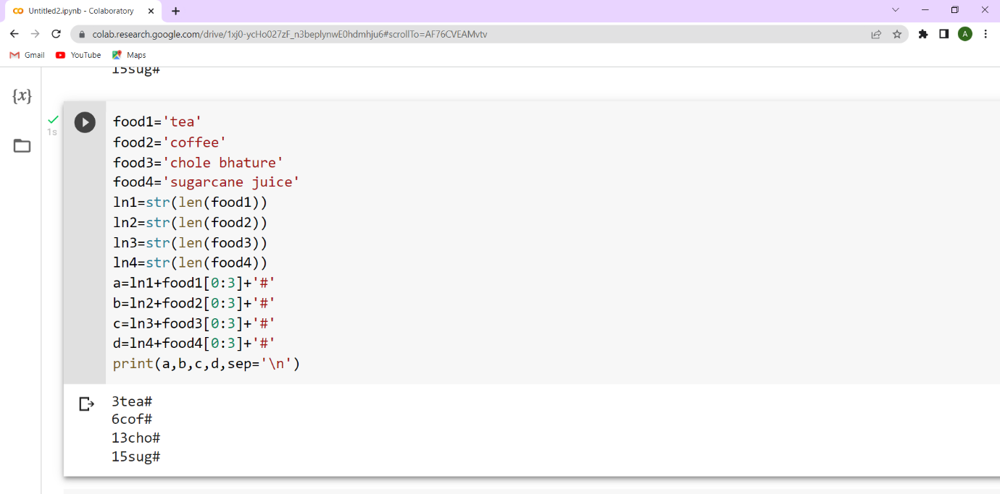 Untitled2.ipynb - Colaboratory
colab.research.google.com/drive/1xj0-ycHo027zF_n3beplynwE0hdmhju6#scrollTo=AF76CVEAMvtv
A
Gmail YouTube Maps
15sug#
{x}
1s
food1='tea'
food2='coffee'
food3='chole bhature'
food4='sugarcane juice'
ln1=str(len(food1))
ln2=str(len(food2))
ln3=str(len(food3))
ln4=str(len(food4))
a=ln1+food1[0:3]+'#'
b=ln2+food2[0:3]+'#'
c=ln3+food3[0:3]+'#'
d=ln4+food4[0:3]+'#'
print(a,b,c,d,sep='\n')
3tea#
6cof#
13cho#
15sug#